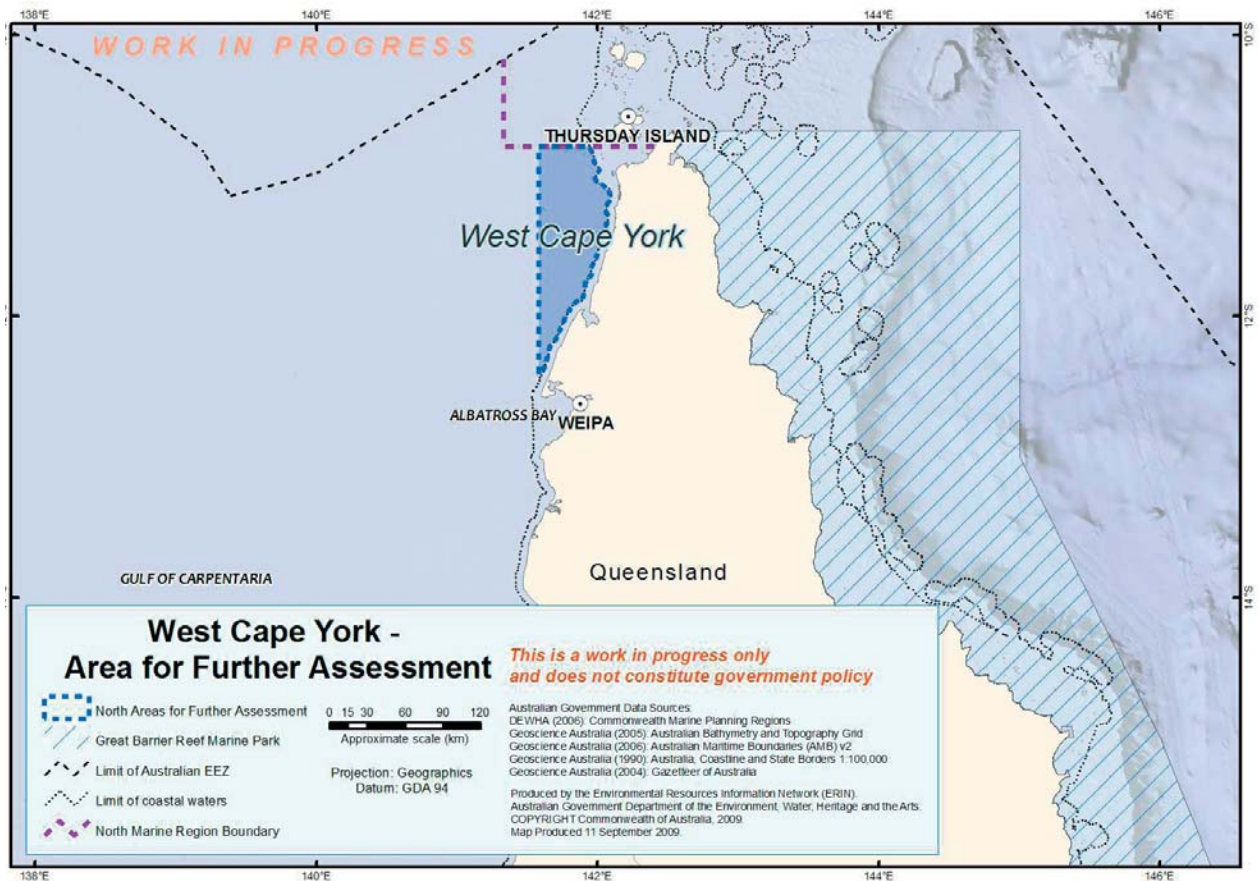 138°E
140°E
142°E
144°E
146°E
WORK IN PROGRESS
10°S
THURSDAY ISLAND
West Cape York
12°S
ALBATROSS BAY
WEIPA
Queensland
GULF OF CARPENTARIA
14°S
West Cape York -
Area for Further Assessment
North Areas for Further Assessment
Great Barrier Reef Marine Park
Limit of Australian EEZ
Limit of coastal waters
North Marine Region Boundary
0 15 30 60 90 120
Approximate scale (km)
Projection: Geographics
Datum: GDA 94
This is a work in progress only
and does not constitute government policy
Australian Government Data Sources:
DEWHA (2006): Commonwealth Marine Planning Regions
Geoscience Australia (2005): Australian Bathymetry and Topography Grid
Geoscience Australia (2006): Australian Maritime Boundaries (AMB) v2
Geoscience Australia (1990): Australia, Coastline and State Borders 1:100,000
Geoscience Australia (2004): Gazetteer of Australia
Produced by the Environmental Resources Information Network (ERIN).
Australian Government Department of the Environment, Water, Heritage and the Arts.
COPYRIGHT Commonwealth of Australia, 2009.
Map Produced 11 September 2009.
138°E
140°E
142°E
144°E
146°E